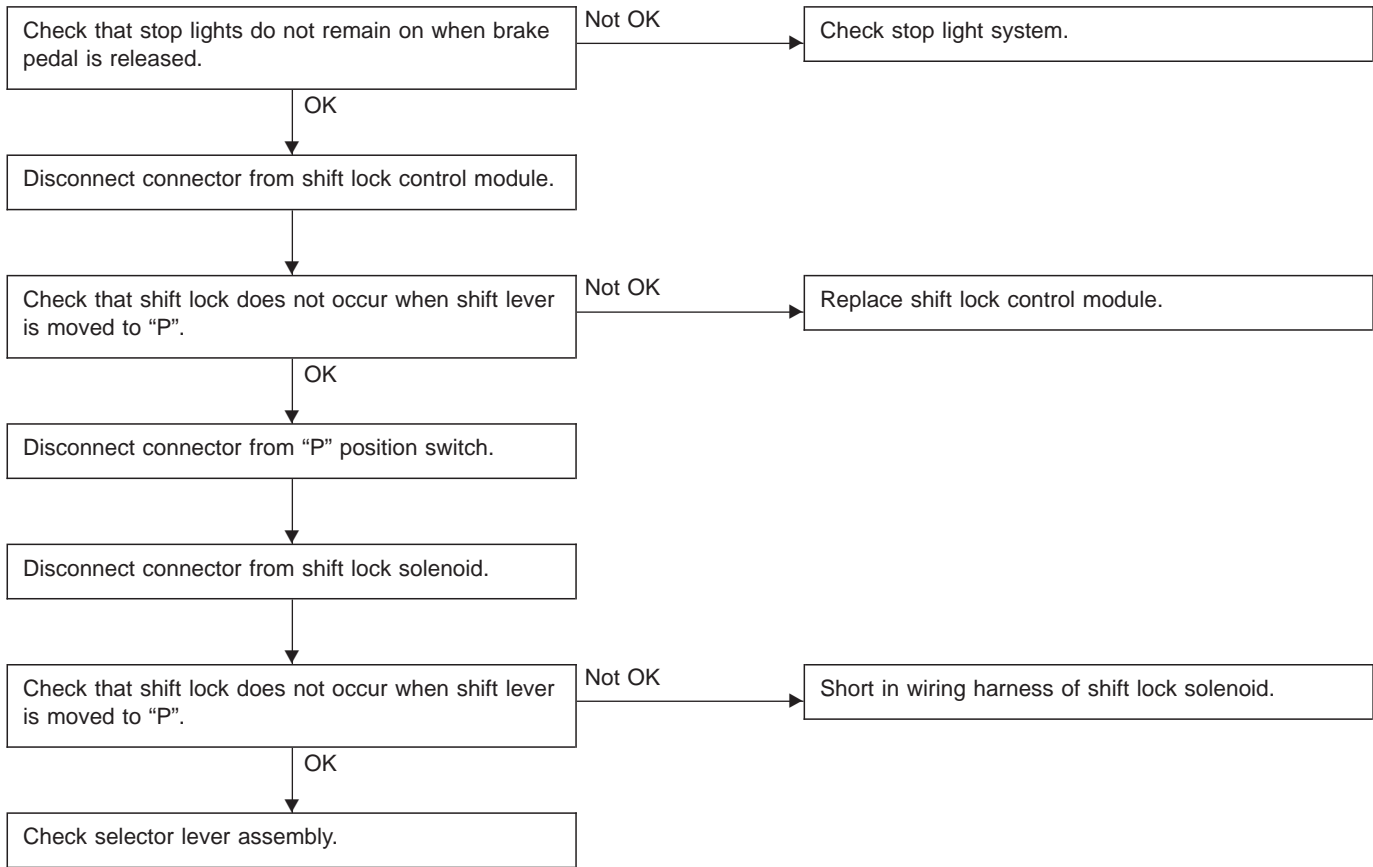 Check that stop lights do not remain on when brake
pedal is released.
Not OK
Check stop light system.
OK
Disconnect connector from shift lock control module.
Check that shift lock does not occur when shift lever
is moved to “P”.
Not OK
Replace shift lock control module.
OK
Disconnect connector from “P” position switch.
Disconnect connector from shift lock solenoid.
Check that shift lock does not occur when shift lever
is moved to “P”.
Not OK
Short in wiring harness of shift lock solenoid.
OK
Check selector lever assembly.